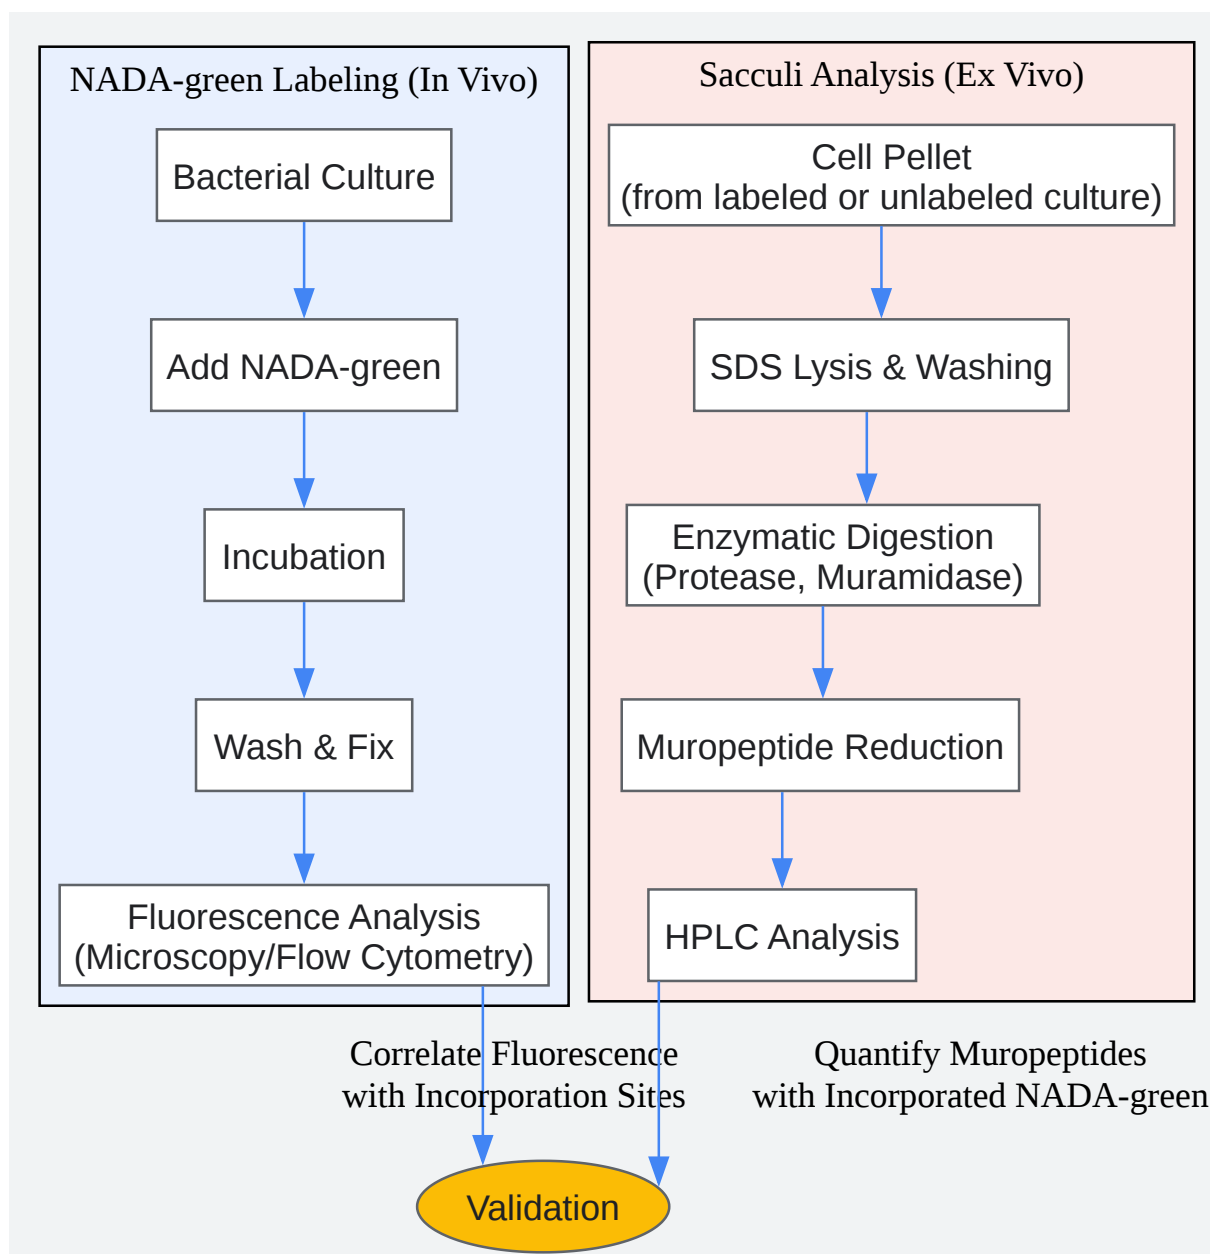 NADA-green Labeling (In Vivo)
Bacterial Culture
Add NADA-green
Incubation
Wash & Fix
Fluorescence Analysis
(Microscopy/Flow Cytometry)
Sacculi Analysis (Ex Vivo)
Cell Pellet
(from labeled or unlabeled culture)
SDS Lysis & Washing
Enzymatic Digestion
(Protease, Muramidase)
Muropeptide Reduction
HPLC Analysis
Correlate Fluorescence
with Incorporation Sites
Quantify Muropeptides
with Incorporated NADA-green
Validation